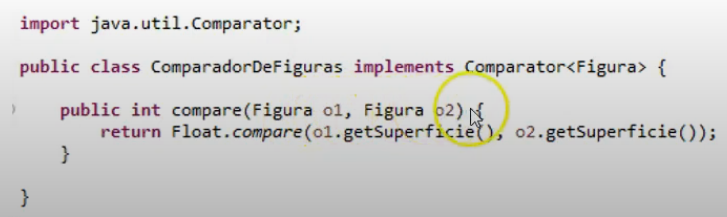 import java.util.Comparator;
public class ComparadorDeFiguras implements Comparator<Figura> {
public int compare(Figura o1, Figura o2) {
return Float.compare(o1.getSuperficie(), o2.getSuperficie());
}
}